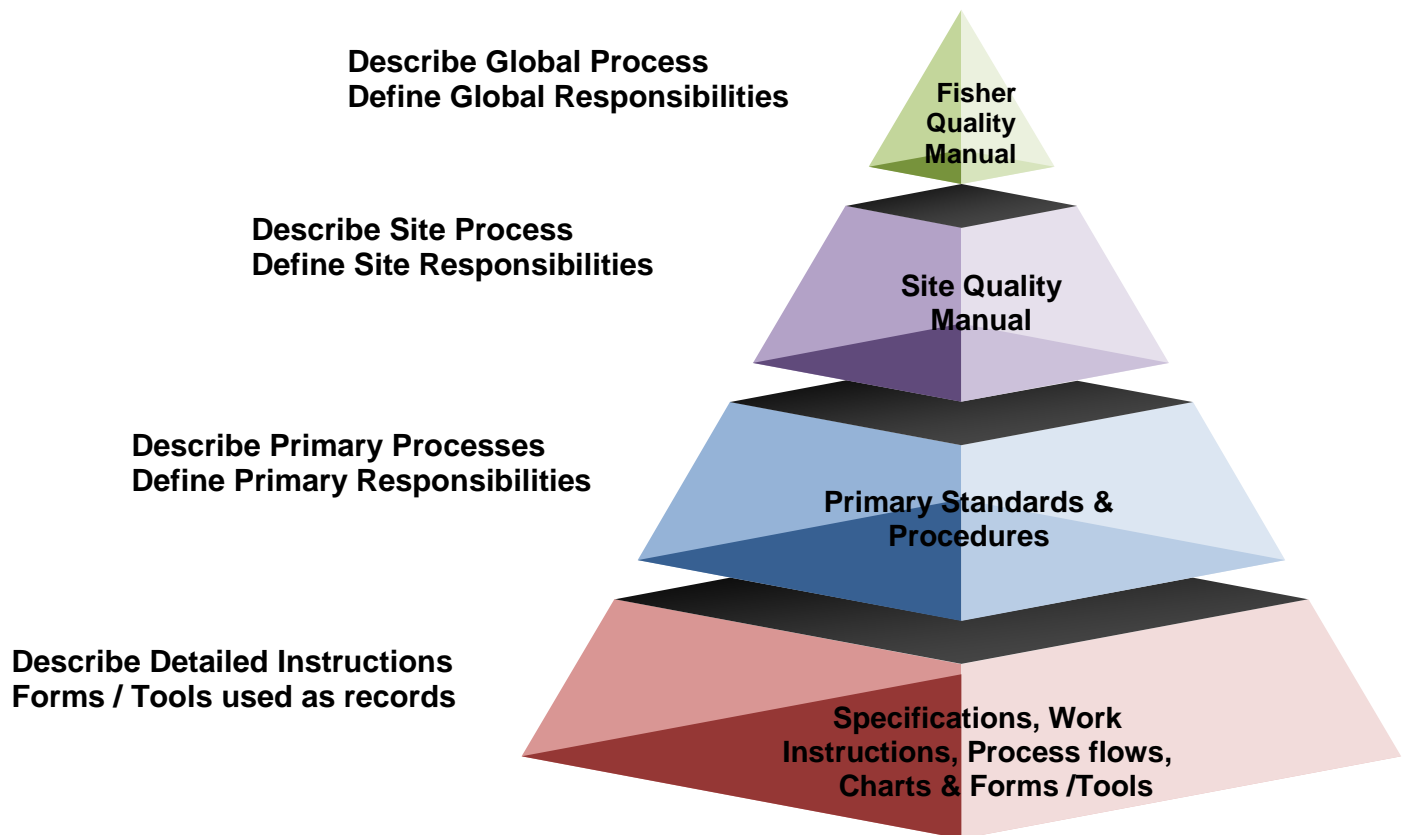 Describe Global Process
Define Global Responsibilities
Fisher
Quality
Manual
Describe Site Process
Define Site Responsibilities
Site Quality
Manual
Describe Primary Processes
Define Primary Responsibilities
Primary Standards &
Procedures
Describe Detailed Instructions
Forms / Tools used as records
Specifications, Work
Instructions, Process flows,
Charts & Forms /Tools